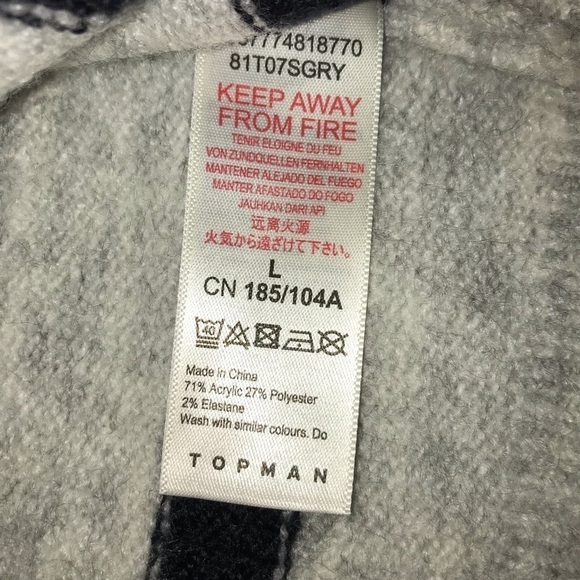 7774818770
81T07SGRY
KEEP AWAY
FROM FIRE
TENIR ELOIGNE DU FEU
VON ZUNDQUELLEN FERNHALTEN
MANTENER ALEJADO DEL FUEGO
MANTER AFASTADO DO FOGO
JAUHKAN DARI API
远离火源
火気から遠ざけて下さい。
L
CN 185/104A
40
Made in China
71% Acrylic 27% Polyester
2% Elastane
Wash with similar colours. Do
TOPMAN